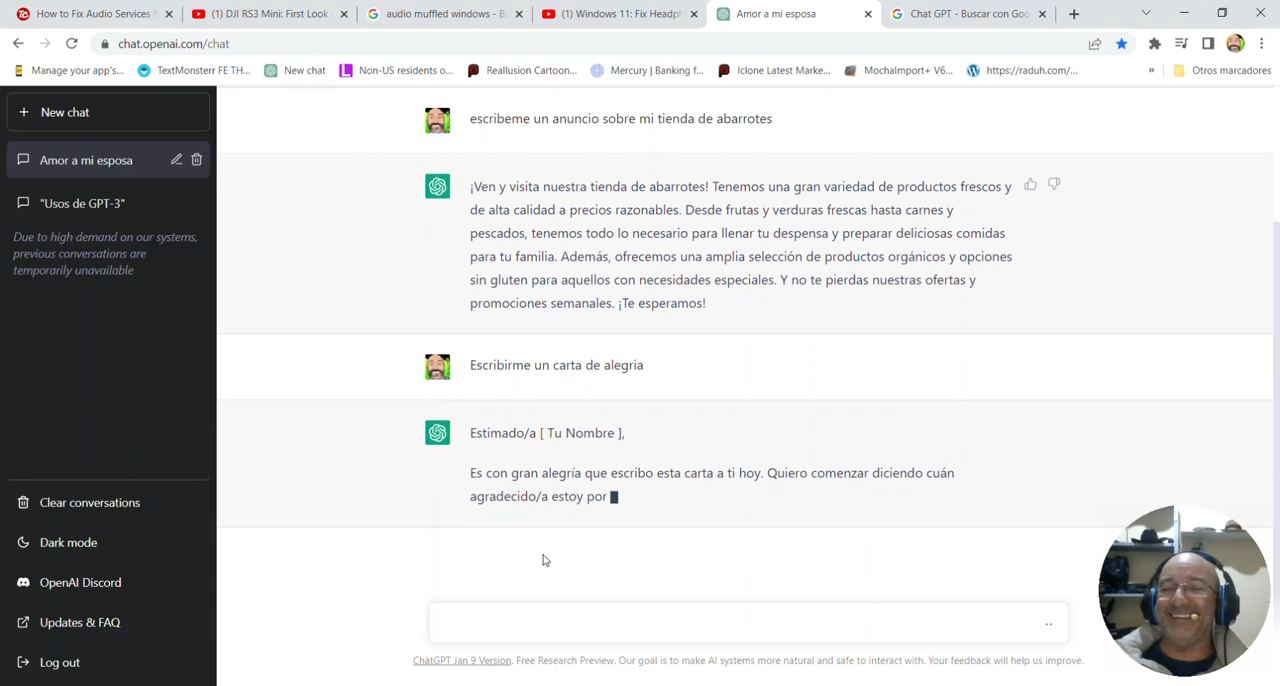 How to Fix Audio Services
(1) DJI RS3 Mini: First Look
audio muffled windows - B
(1) Windows 11: Fix Headph
Amor a mi esposa
Chat GPT - Buscar con Goo
chat.openai.com/chat
Manage your app's...
TextMonsterr FE TH...
New chat
Non-US residents o...
Reallusion Cartoon...
Mercury | Banking f...
Iclone Latest Marke...
MochaImport+ V6...
https://raduh.com/...
»
Otros marcadores
New chat
Amor a mi esposa
"Usos de GPT-3"
Due to high demand on our systems,
previous conversations are
temporarily unavailable
Clear conversations
Dark mode
OpenAI Discord
Updates & FAQ
Log out
escribeme un anuncio sobre mi tienda de abarrotes
¡Ven y visita nuestra tienda de abarrotes! Tenemos una gran variedad de productos frescos y
de alta calidad a precios razonables. Desde frutas y verduras frescas hasta carnes y
pescados, tenemos todo lo necesario para llenar tu despensa y preparar deliciosas comidas
para tu familia. Además, ofrecemos una amplia selección de productos orgánicos y opciones
sin gluten para aquellos con necesidades especiales. Y no te pierdas nuestras ofertas y
promociones semanales. ¡Te esperamos!
Escribirme un carta de alegria
Estimado/a [ Tu Nombre ],
Es con gran alegría que escribo esta carta a ti hoy. Quiero comenzar diciendo cuán
agradecido/a estoy por
ChatGPT Jan 9 Version. Free Research Preview. Our goal is to make AI systems more natural and safe to interact with. Your feedback will help us improve.